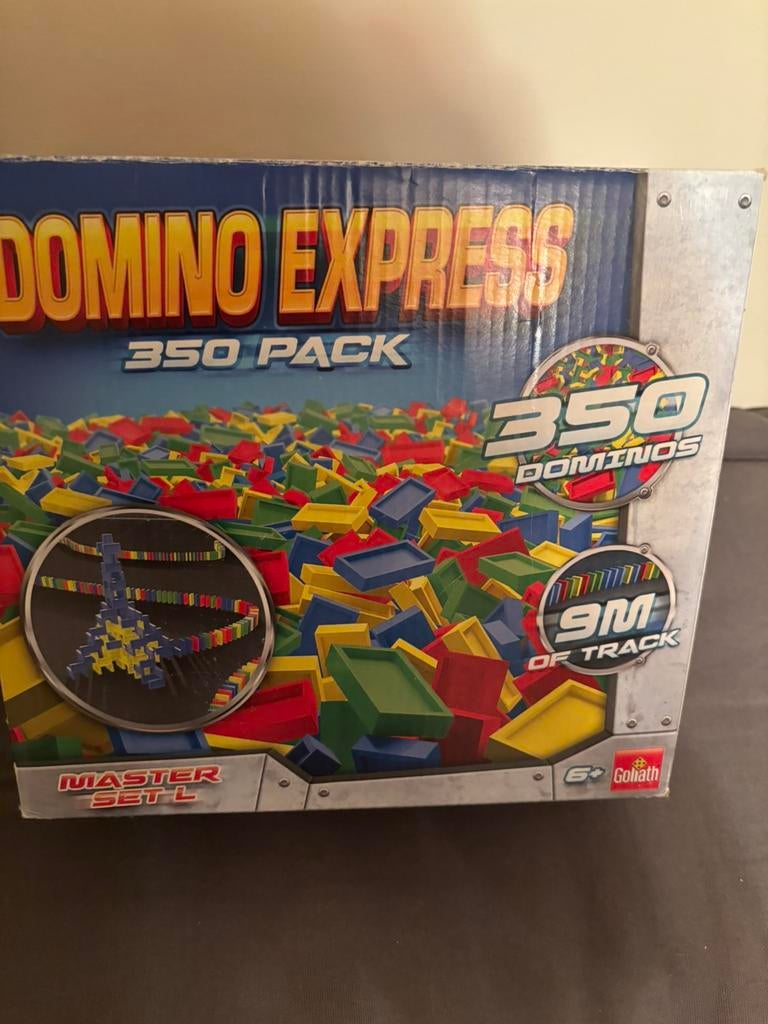 DOMINO EXPRESS
350 PACK
350
DOMINOS
9M
OF TRACK
MASTER
SET L
6+
Goliath